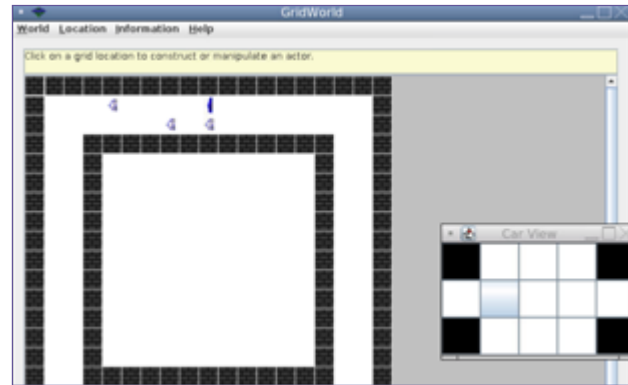 GridWorld
World Location Information Help
Click on a grid location to construct or manipulate an actor.
Car View